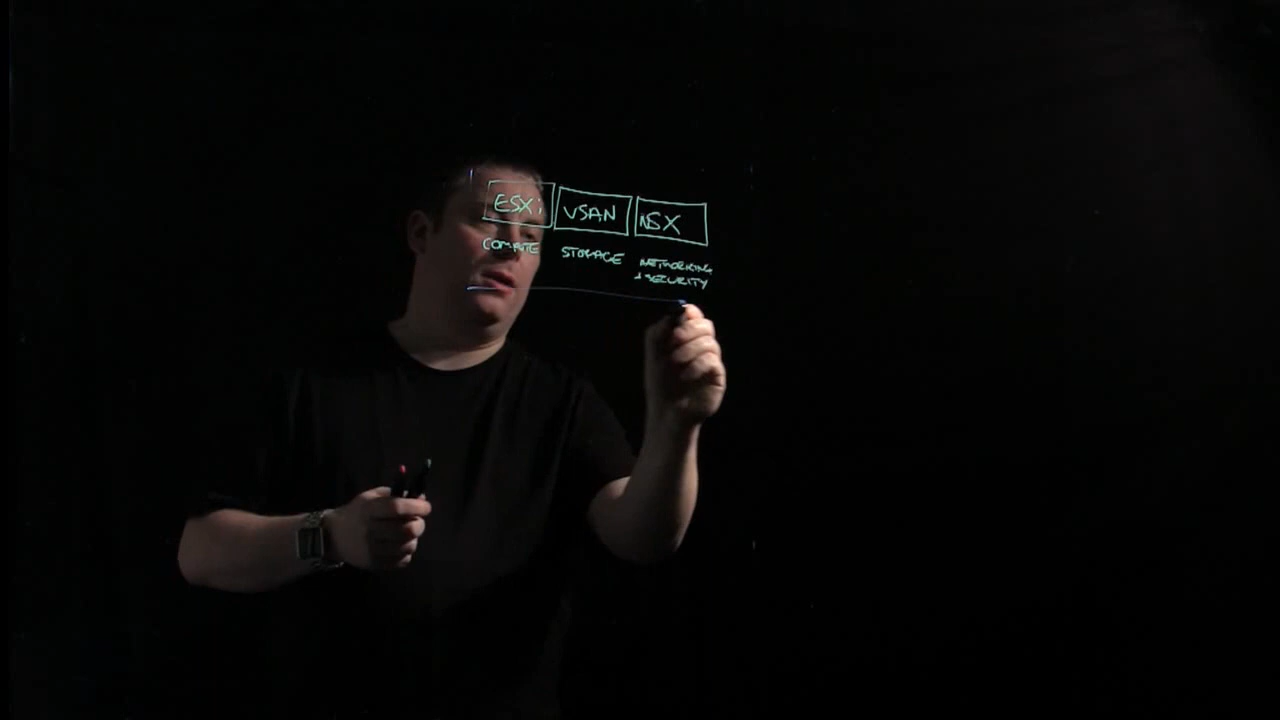 ESXi VSAN NSX
COMPUTE STORAGE NETWORKING
+ SECURITY